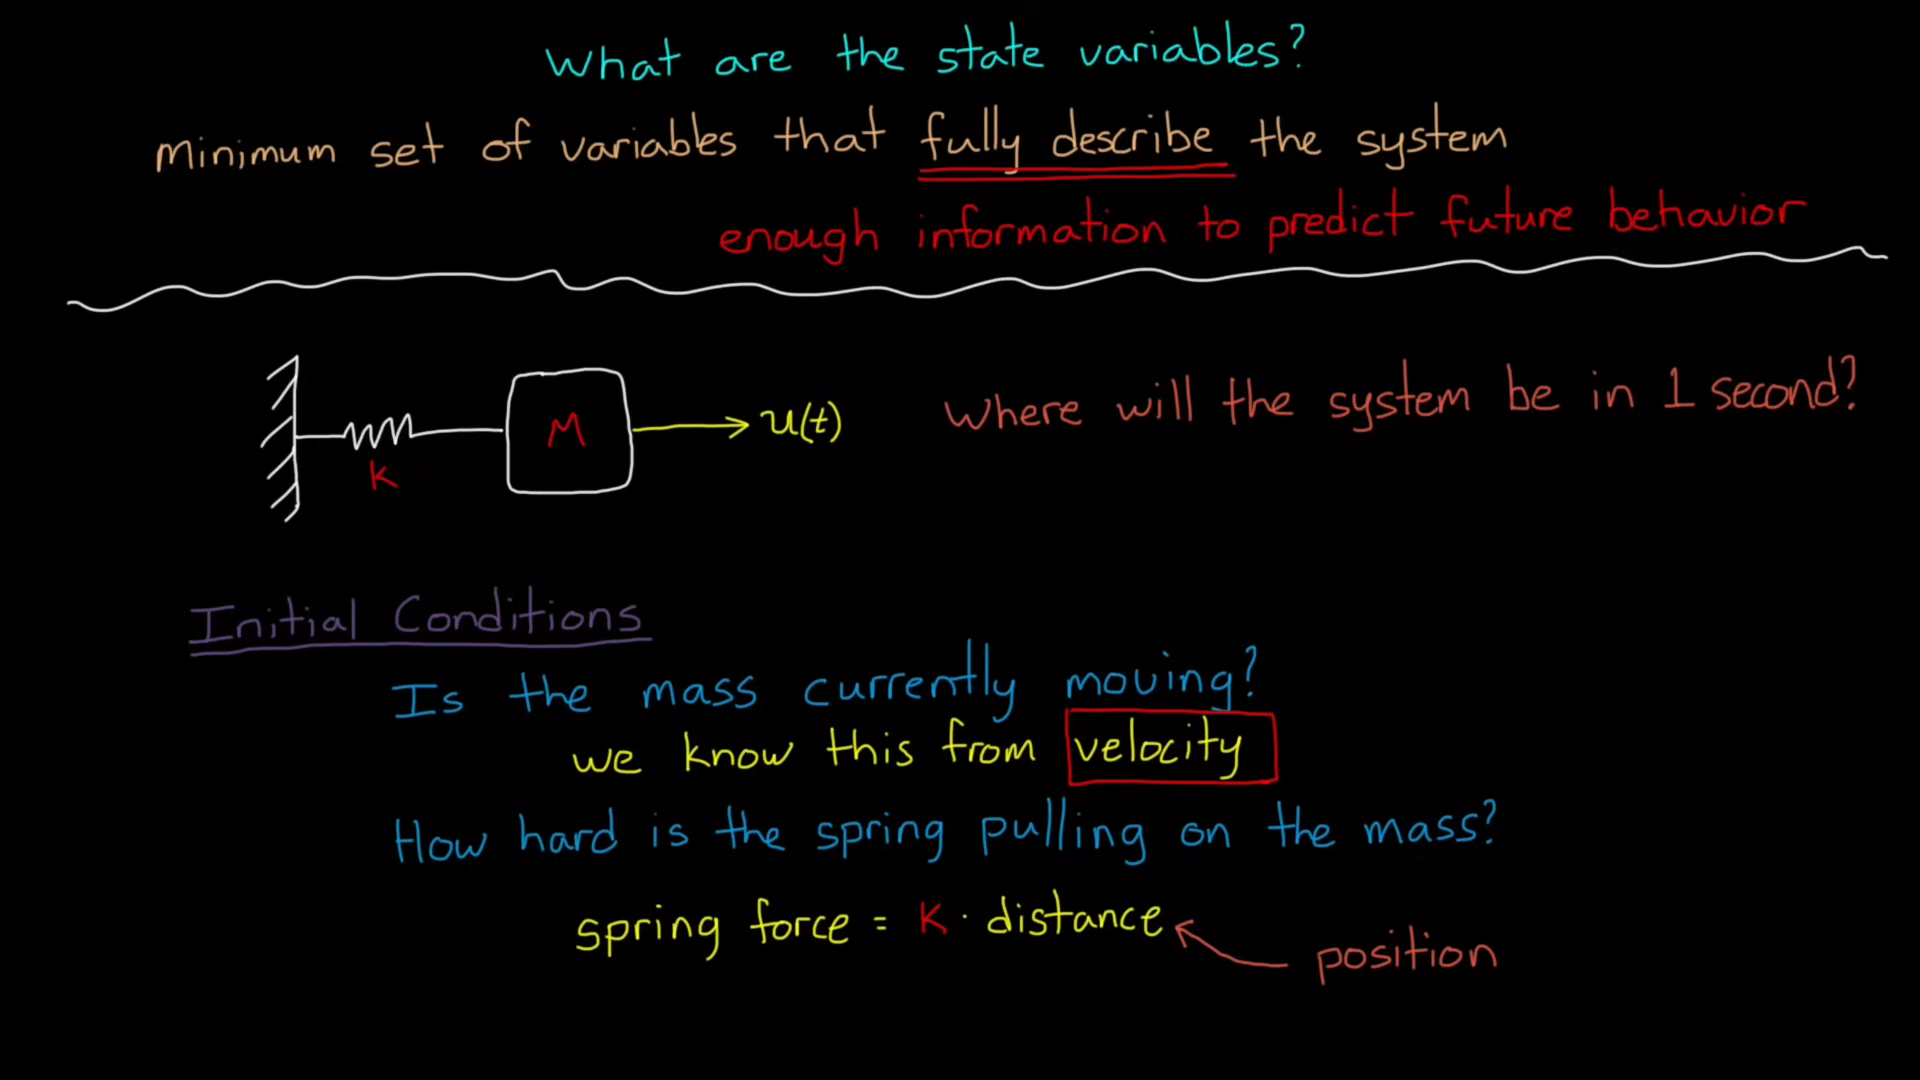 What are the state variables?
Minimum set of variables that fully describe the system
enough information to predict future behavior
M
u(t)
Where will the system be in 1 second?
K
Initial Conditions
Is the mass currently moving?
we know this from velocity
How hard is the spring pulling on the mass?
spring force = K · distance
position